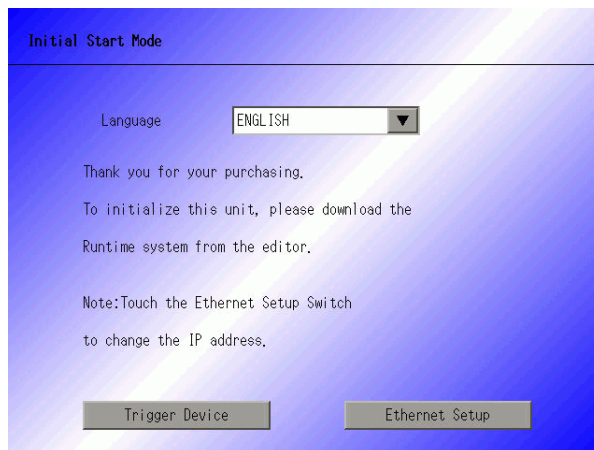 Initial Start Mode
Language
ENGLISH
Thank you for your purchasing.
To initialize this unit, please download the
Runtime system from the editor.
Note:Touch the Ethernet Setup Switch
to change the IP address.
Trigger Device
Ethernet Setup